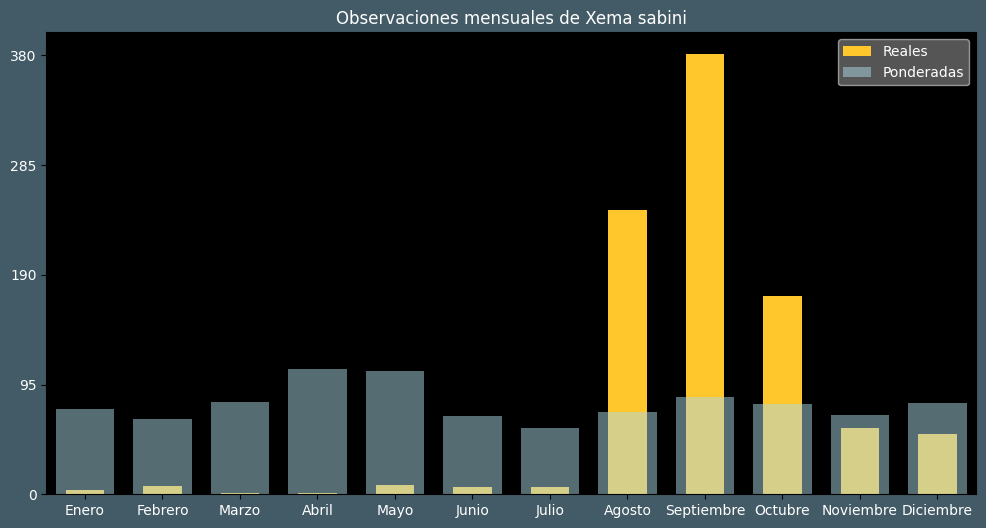 Observaciones mensuales de Xema sabini
Reales
Ponderadas
380
285
190
95
0
Enero Febrero Marzo Abril Mayo Junio Julio Agosto Septiembre Octubre Noviembre Diciembre